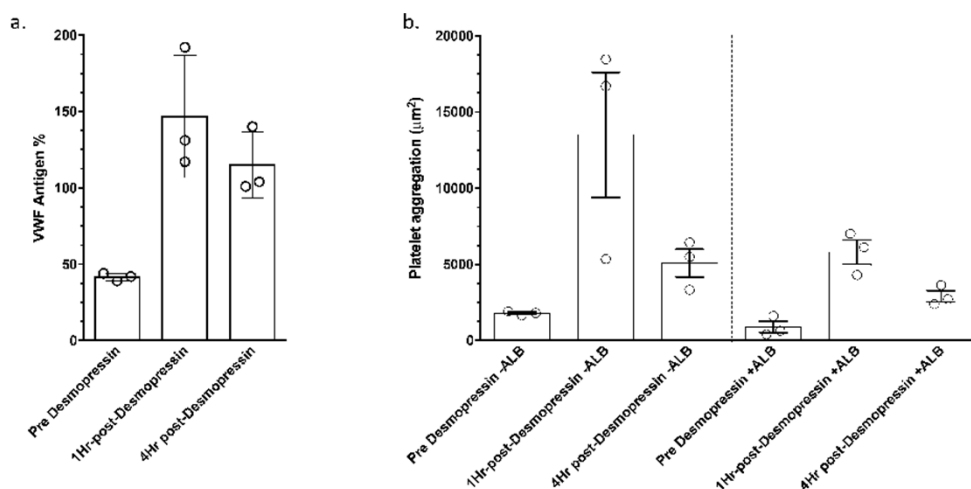 a.
200
150
100
50
0
VWF Antigen %
Pre Desmopressin
1Hr-post-Desmopressin
4Hr post-Desmopressin
b.
20000
15000
10000
5000
0
Platelet aggregation (μm²)
Pre Desmopressin -ALB
1Hr-post-Desmopressin -ALB
4Hr post-Desmopressin -ALB
Pre Desmopressin +ALB
1Hr-post-Desmopressin +ALB
4Hr post-Desmopressin +ALB